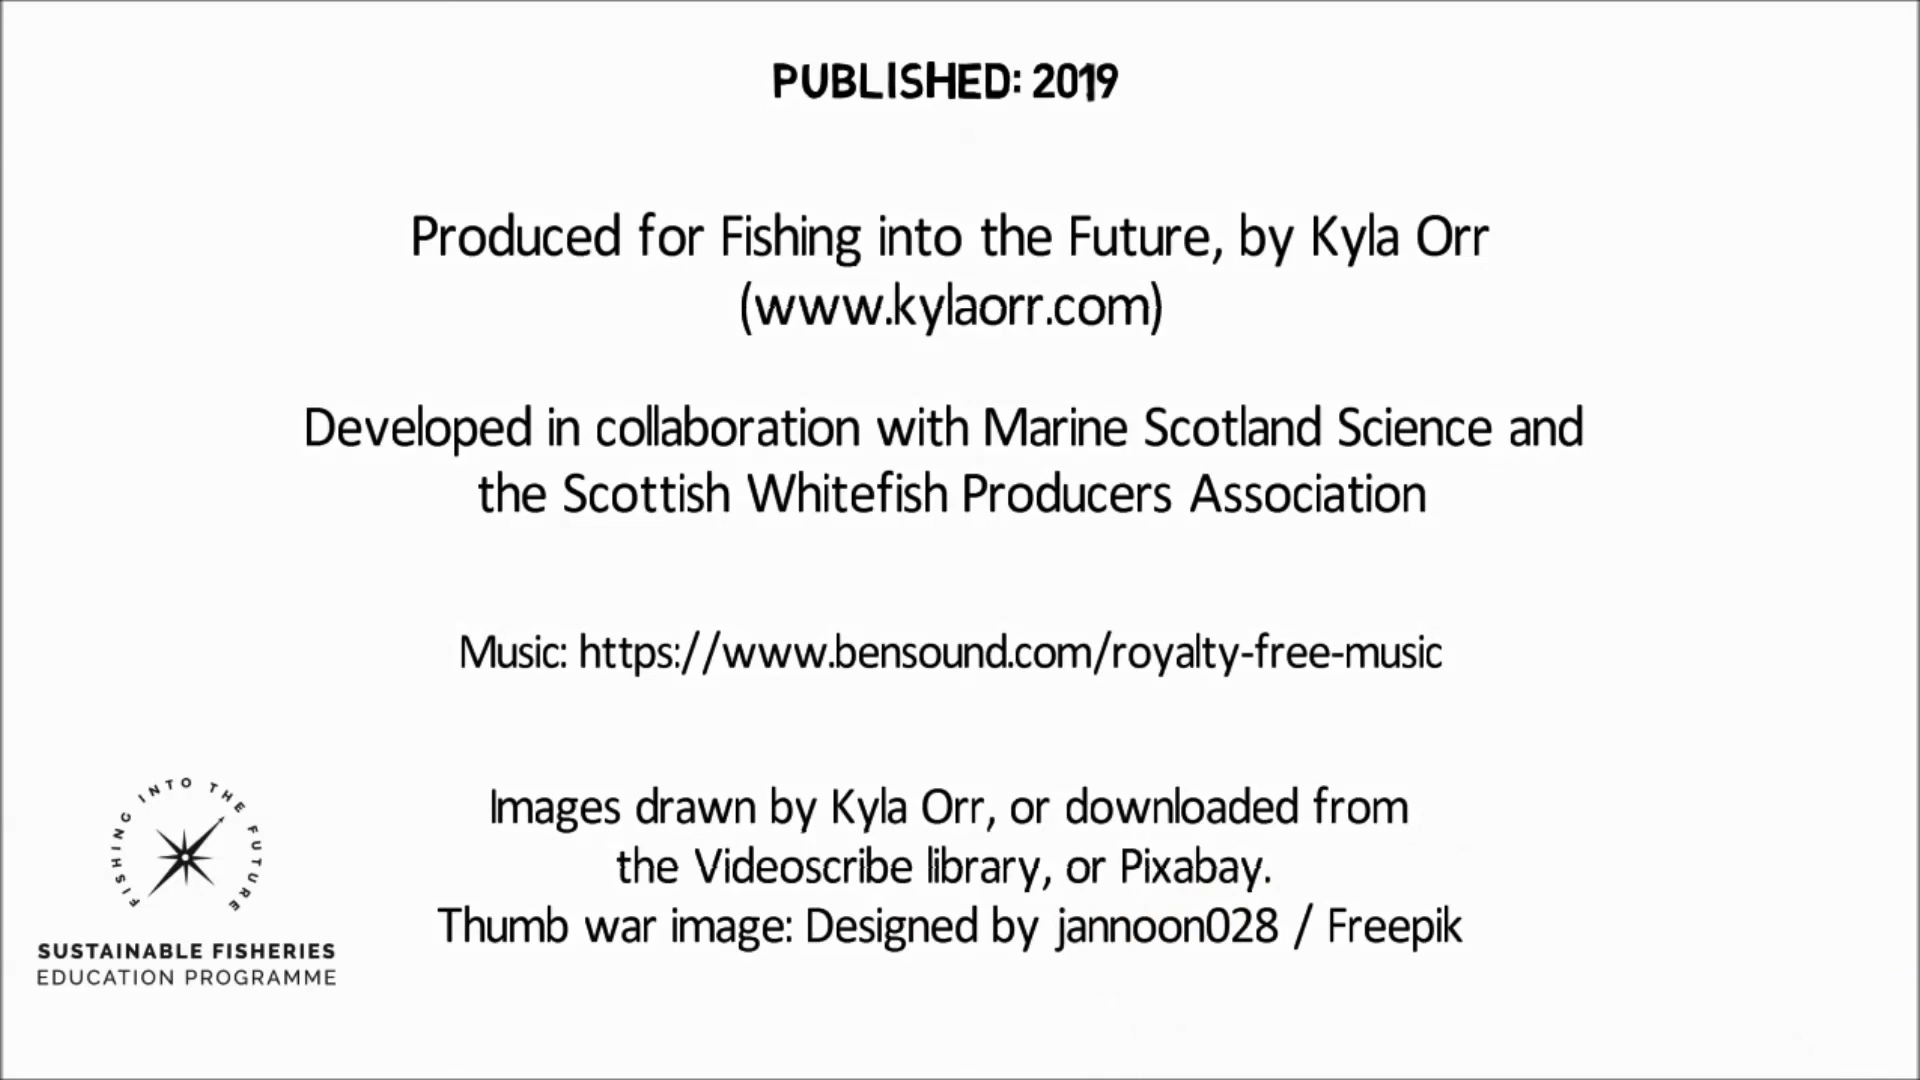 PUBLISHED: 2019
Produced for Fishing into the Future, by Kyla Orr
(www.kylaorr.com)
Developed in collaboration with Marine Scotland Science and
the Scottish Whitefish Producers Association
Music: https://www.bensound.com/royalty-free-music
Images drawn by Kyla Orr, or downloaded from
the Videoscribe library, or Pixabay.
Thumb war image: Designed by jannoon028 / Freepik
FISHING INTO THE FUTURE
SUSTAINABLE FISHERIES
EDUCATION PROGRAMME